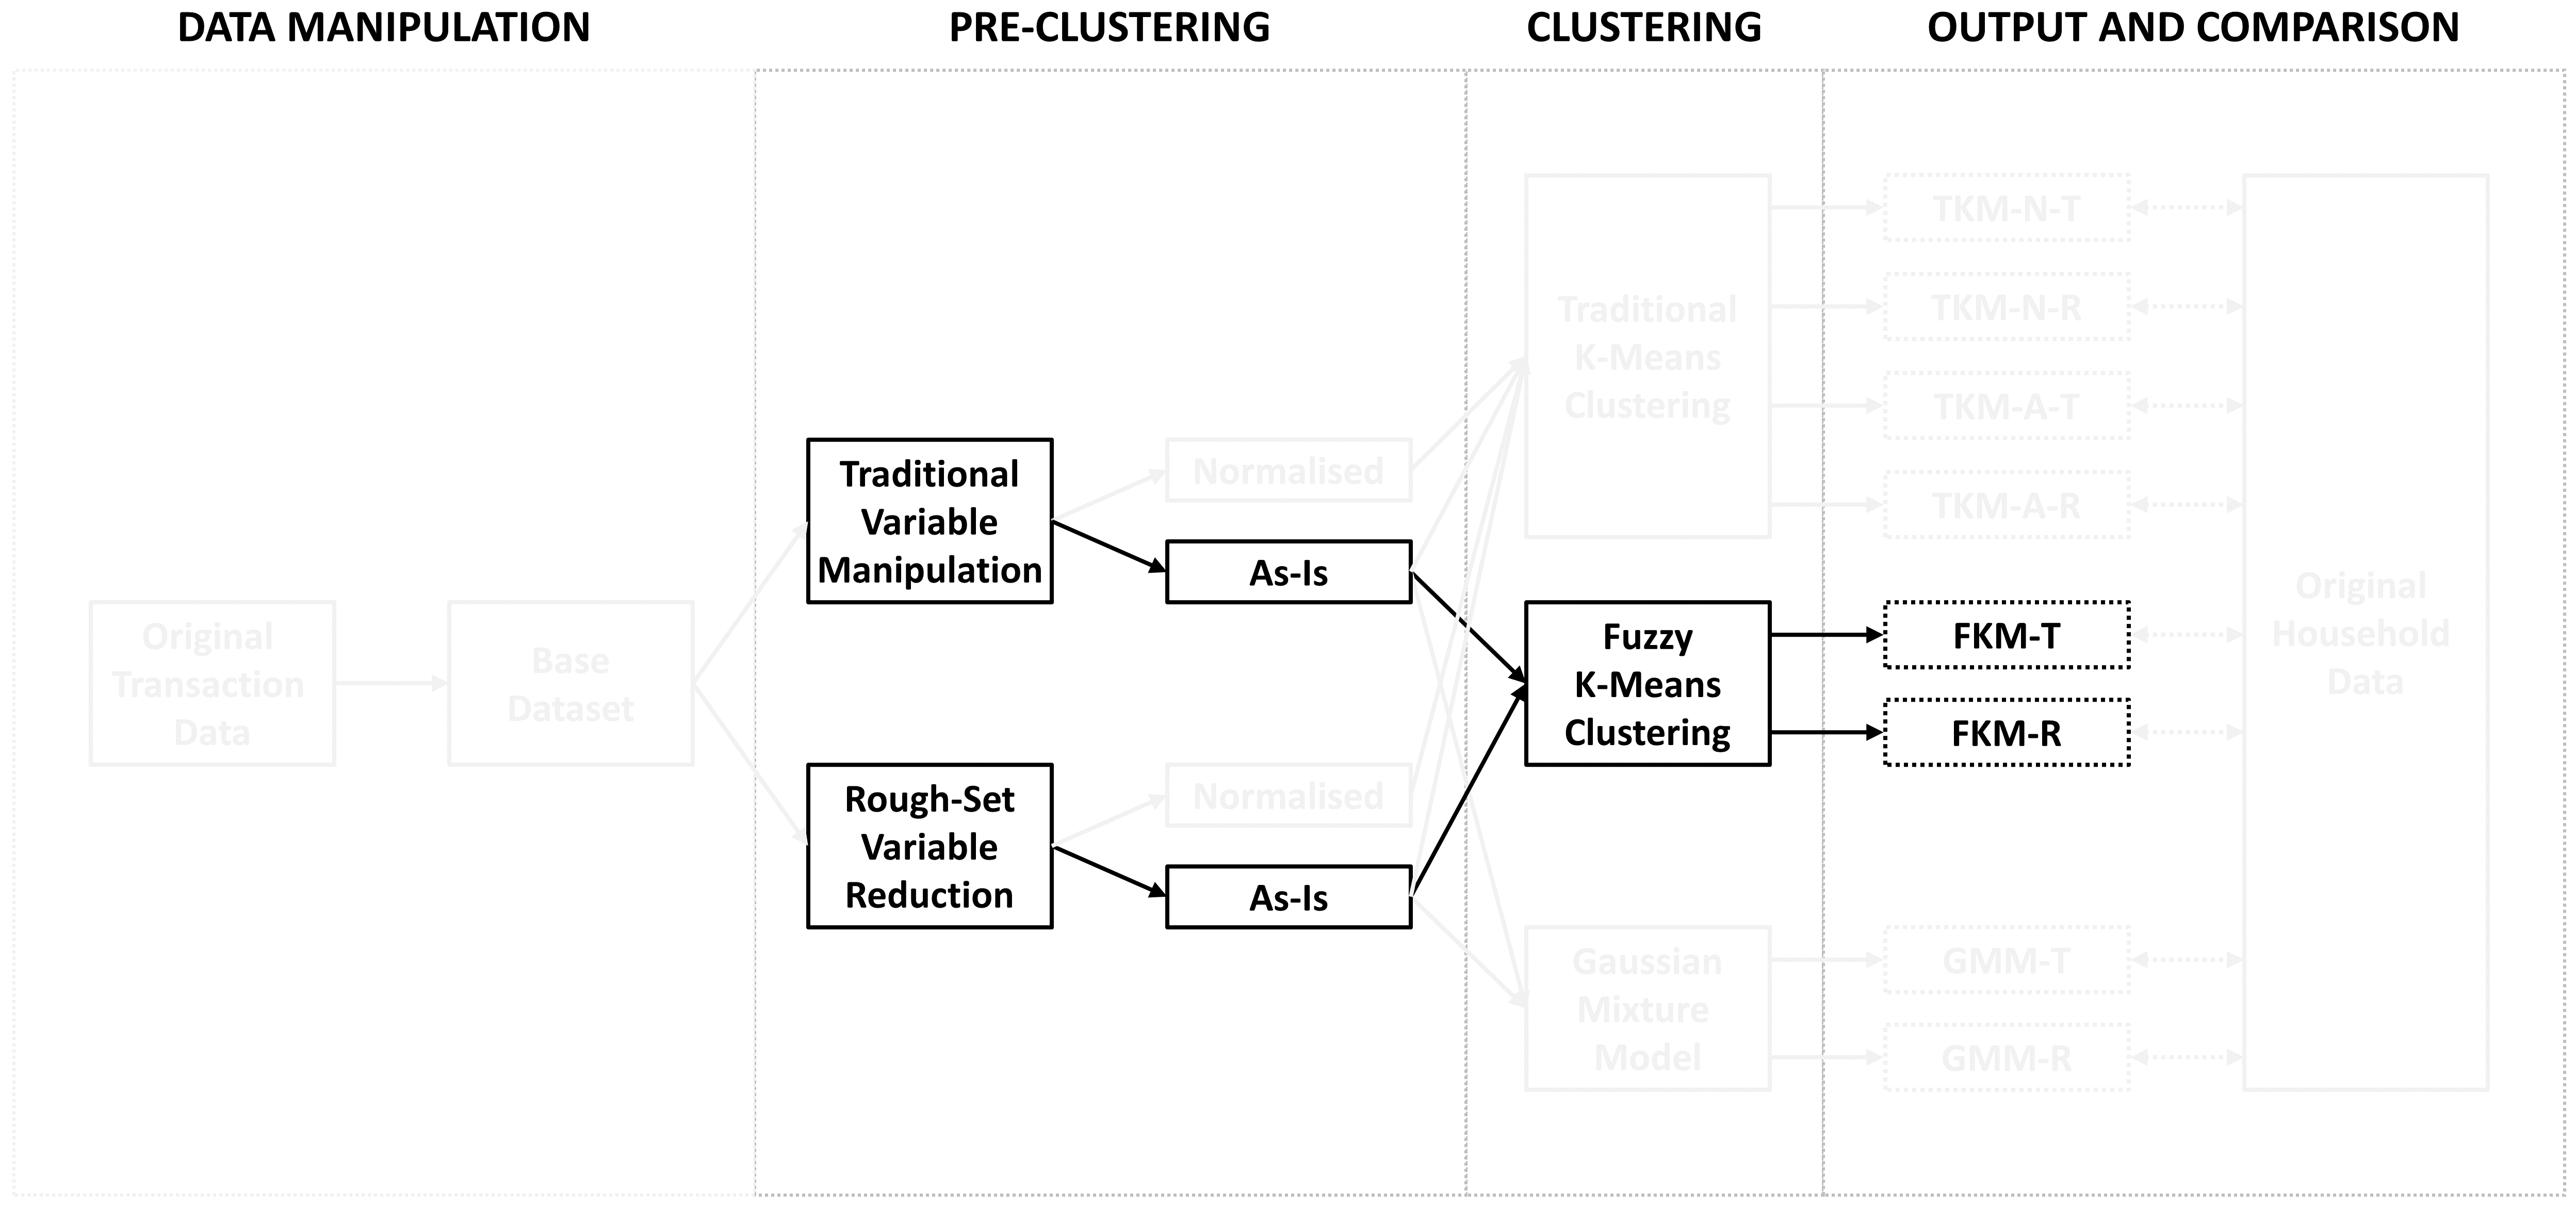 DATA MANIPULATION
PRE-CLUSTERING
CLUSTERING
OUTPUT AND COMPARISON
Original
Transaction
Data
Base
Dataset
Traditional
Variable
Manipulation
Rough-Set
Variable
Reduction
Normalised
As-Is
Normalised
As-Is
Traditional
K-Means
Clustering
Fuzzy
K-Means
Clustering
Gaussian
Mixture
Model
TKM-N-T
TKM-N-R
TKM-A-T
TKM-A-R
FKM-T
FKM-R
GMM-T
GMM-R
Original
Household
Data